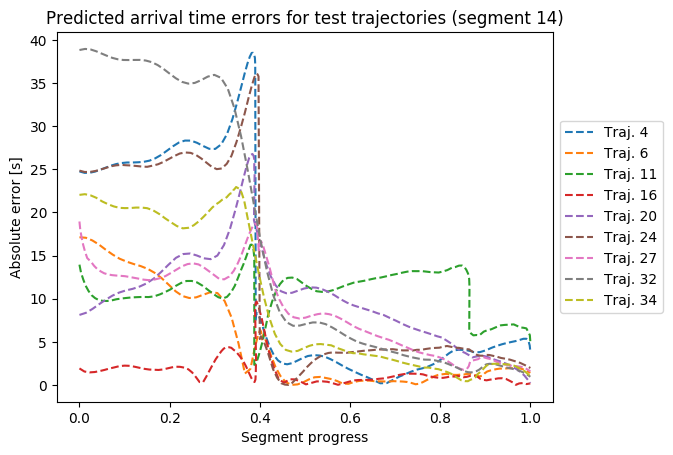 Predicted arrival time errors for test trajectories (segment 14)
Absolute error [s]
40
35
30
25
20
15
10
5
0
0.0 0.2 0.4 0.6 0.8 1.0
Segment progress
Traj. 4
Traj. 6
Traj. 11
Traj. 16
Traj. 20
Traj. 24
Traj. 27
Traj. 32
Traj. 34